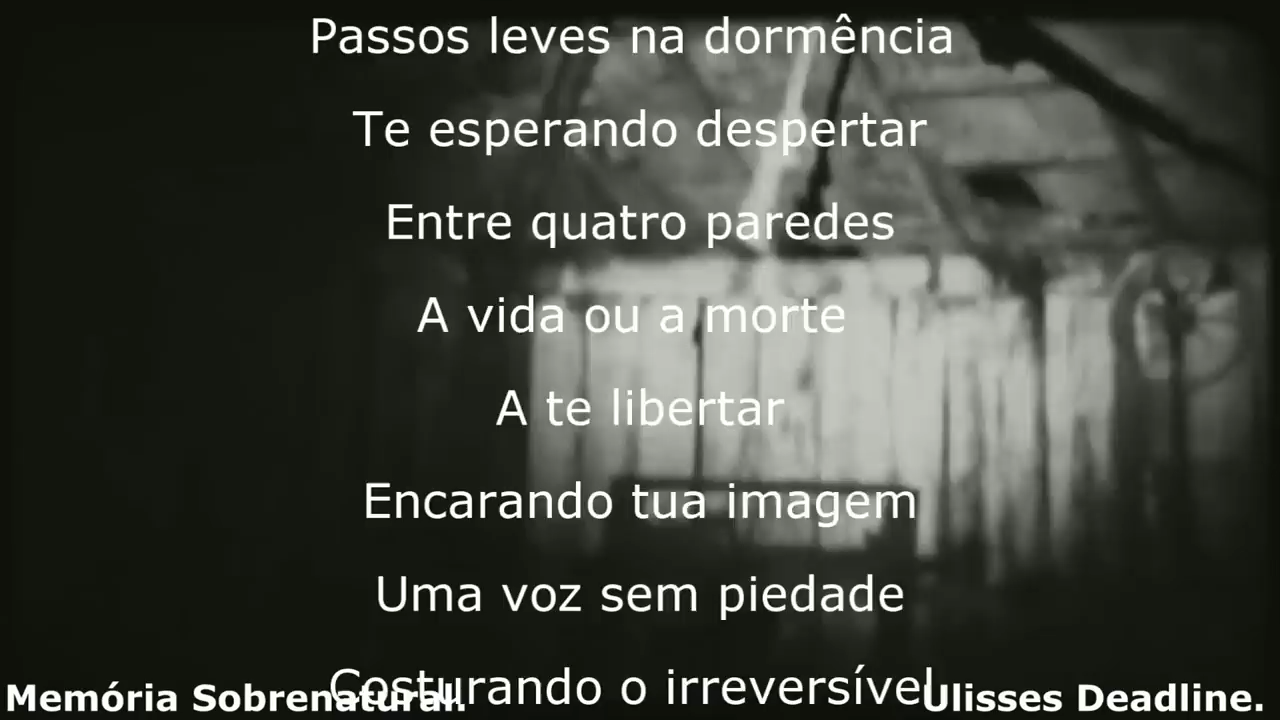 Passos leves na dormência
Te esperando despertar
Entre quatro paredes
A vida ou a morte
A te libertar
Encarando tua imagem
Uma voz sem piedade
Costurando o irreversível
Memória Sobrenatural.
Ulisses Deadline.